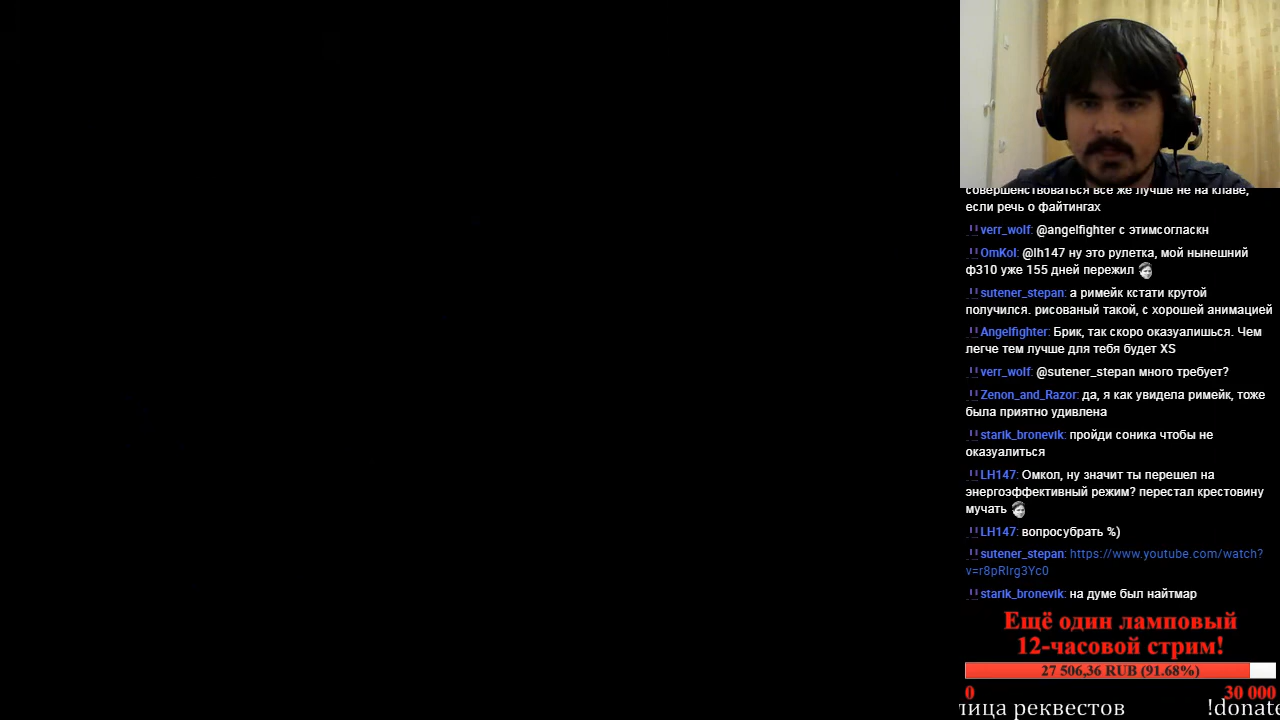 совершенствоваться все же лучше не на клаве,
если речь о файтингах
verr_wolf: @angelfighter с этимсогласкн
OmKol: @lh147 ну это рулетка, мой нынешний
ф310 уже 155 дней пережил
sutener_stepan: а римейк кстати крутой
получился. рисованый такой, с хорошей анимацией
Angelfighter: Брик, так скоро оказуалишься. Чем
легче тем лучше для тебя будет XS
verr_wolf: @sutener_stepan много требует?
Zenon_and_Razor: да, я как увидела римейк, тоже
была приятно удивлена
starik_bronevik: пройди соника чтобы не
оказуалиться
LH147: Омкол, ну значит ты перешел на
энергоэффективный режим? перестал крестовину
мучать
LH147: вопросубрать %)
sutener_stepan: https://www.youtube.com/watch?
v=r8pRlrg3Yc0
starik_bronevik: на думе был найтмар
Ещё один ламповый
12-часовой стрим!
27 506,36 RUB (91.68%)
0 30 000
лица реквестов !donate